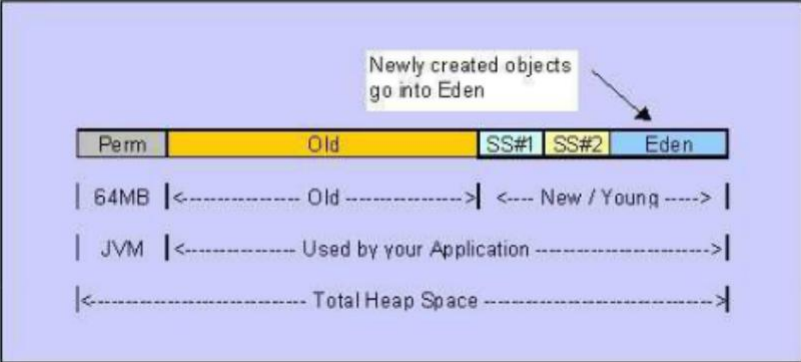 Newly created objects
go into Eden
Perm Old SS#1 SS#2 Eden
64MB <---------------- Old ----------------> <---- New / Young ----->
JVM <--------------- Used by your Application ------------------------->
<------------------------------- Total Heap Space ----------------------------------->